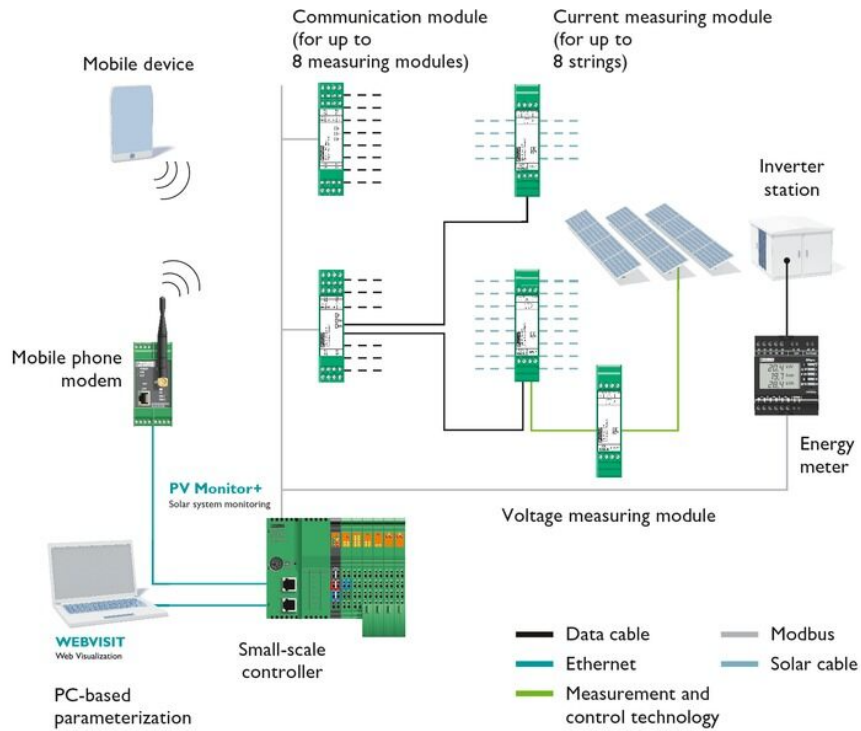 Communication module
(for up to
8 measuring modules)
Current measuring module
(for up to
8 strings)
Mobile device
Inverter
station
Mobile phone
modem
Energy
meter
PV Monitor+
Solar system monitoring
Voltage measuring module
WEBVISIT
Web Visualization
Small-scale
controller
PC-based
parameterization
Data cable
Ethernet
Measurement and
control technology
Modbus
Solar cable